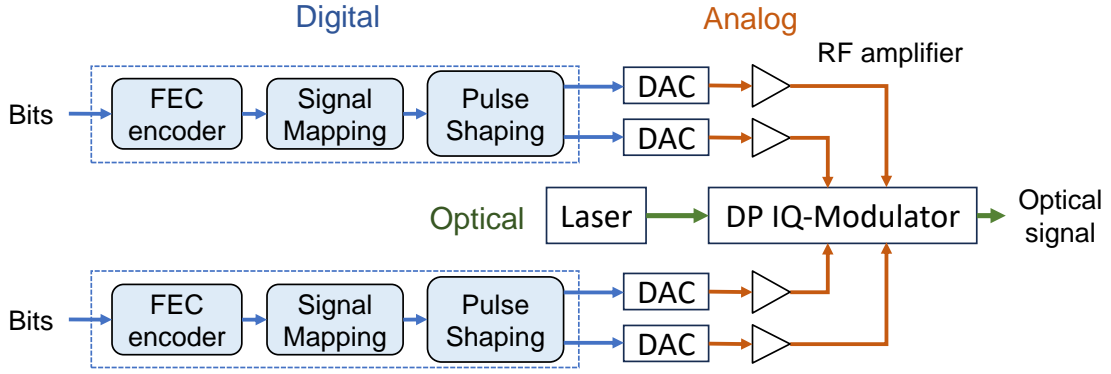 Digital
Analog
RF amplifier
Bits
FEC
encoder
Signal
Mapping
Pulse
Shaping
DAC
DAC
Optical
Laser
DP IQ-Modulator
Optical
signal
Bits
FEC
encoder
Signal
Mapping
Pulse
Shaping
DAC
DAC